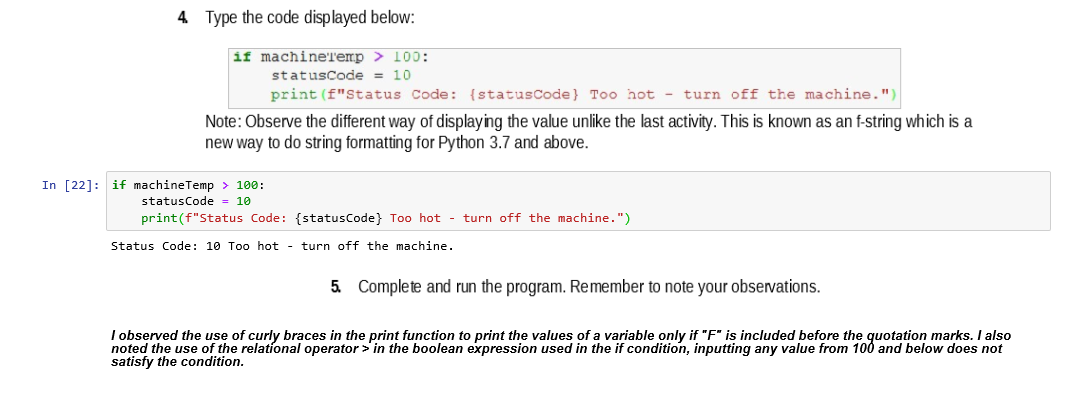 4. Type the code displayed below:
if machineTemp > 100:
statusCode = 10
print(f"Status Code: {statusCode} Too hot - turn off the machine.")
Note: Observe the different way of displaying the value unlike the last activity. This is known as an f-string which is a
new way to do string formatting for Python 3.7 and above.
In [22]: if machineTemp > 100:
statusCode = 10
print(f"Status Code: {statusCode} Too hot - turn off the machine.")
Status Code: 10 Too hot - turn off the machine.
5. Complete and run the program. Remember to note your observations.
I observed the use of curly braces in the print function to print the values of a variable only if "F" is included before the quotation marks. I also
noted the use of the relational operator > in the boolean expression used in the if condition, inputting any value from 100 and below does not
satisfy the condition.